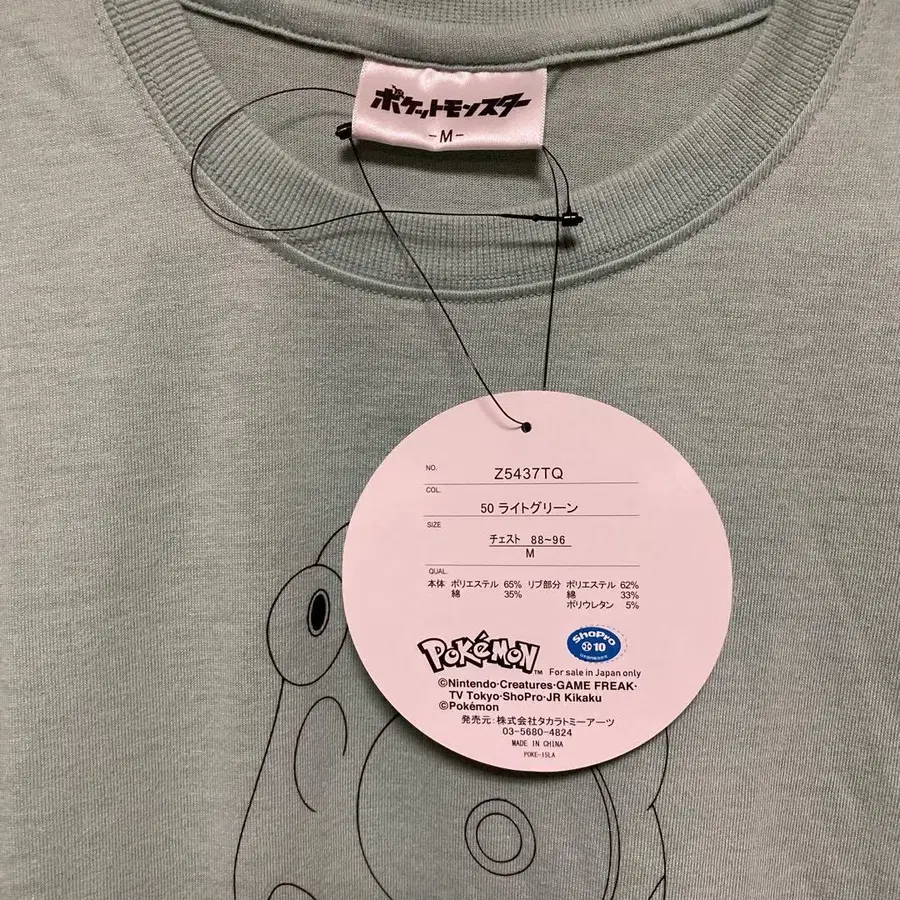 ポケットモンスター
-M-
NO. Z5437TQ
COL. 50 ライトグリーン
SIZE
チェスト 88~96
M
QUAL.
本体 ポリエステル 65% リブ部分 ポリエステル 62%
綿 35% 綿 33%
ポリウレタン 5%
POKéMON™
ShoPro
10
For sale in Japan only
©Nintendo·Creatures·GAME FREAK·
TV Tokyo·ShoPro·JR Kikaku
©Pokémon
発売元:株式会社タカラトミーアーツ
03-5680-4824
MADE IN CHINA
POKE-15LA